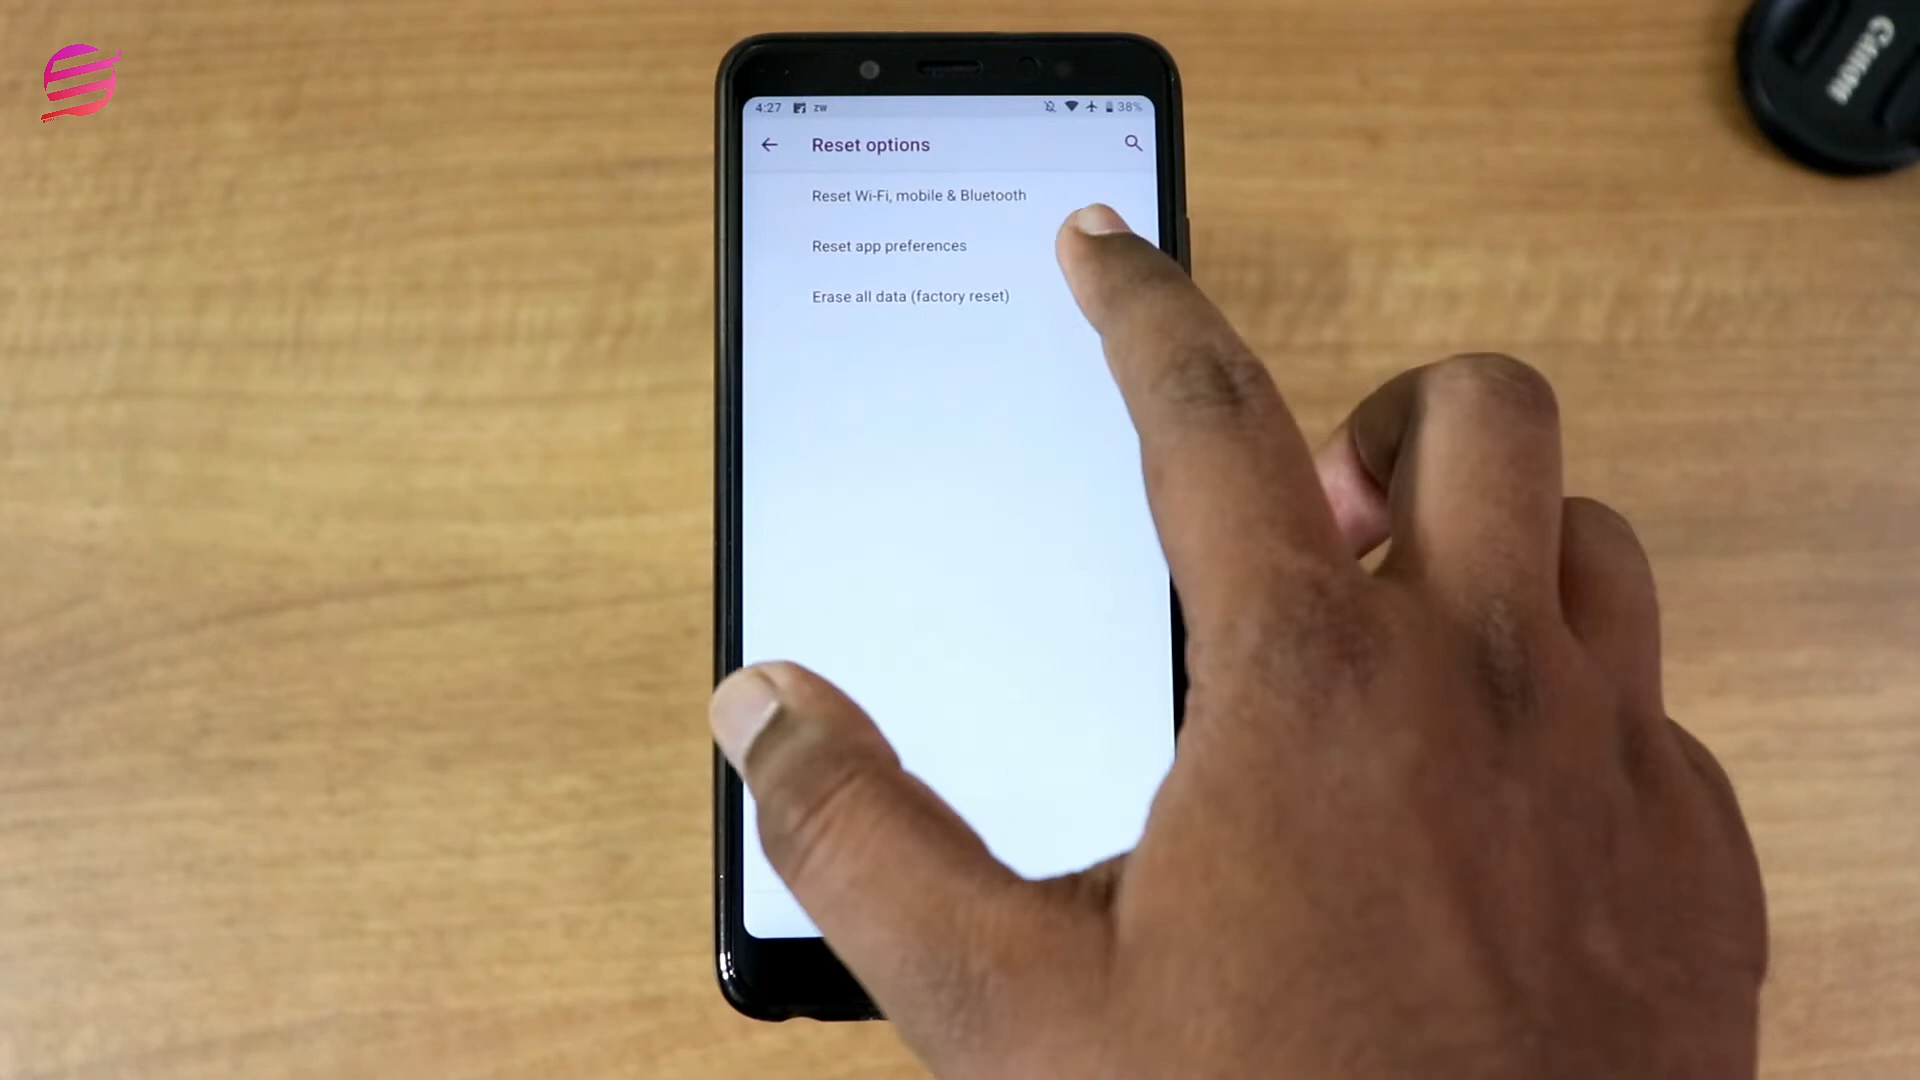 4:27 ZW 38%
Reset options
Reset Wi-Fi, mobile & Bluetooth
Reset app preferences
Erase all data (factory reset)
Canon